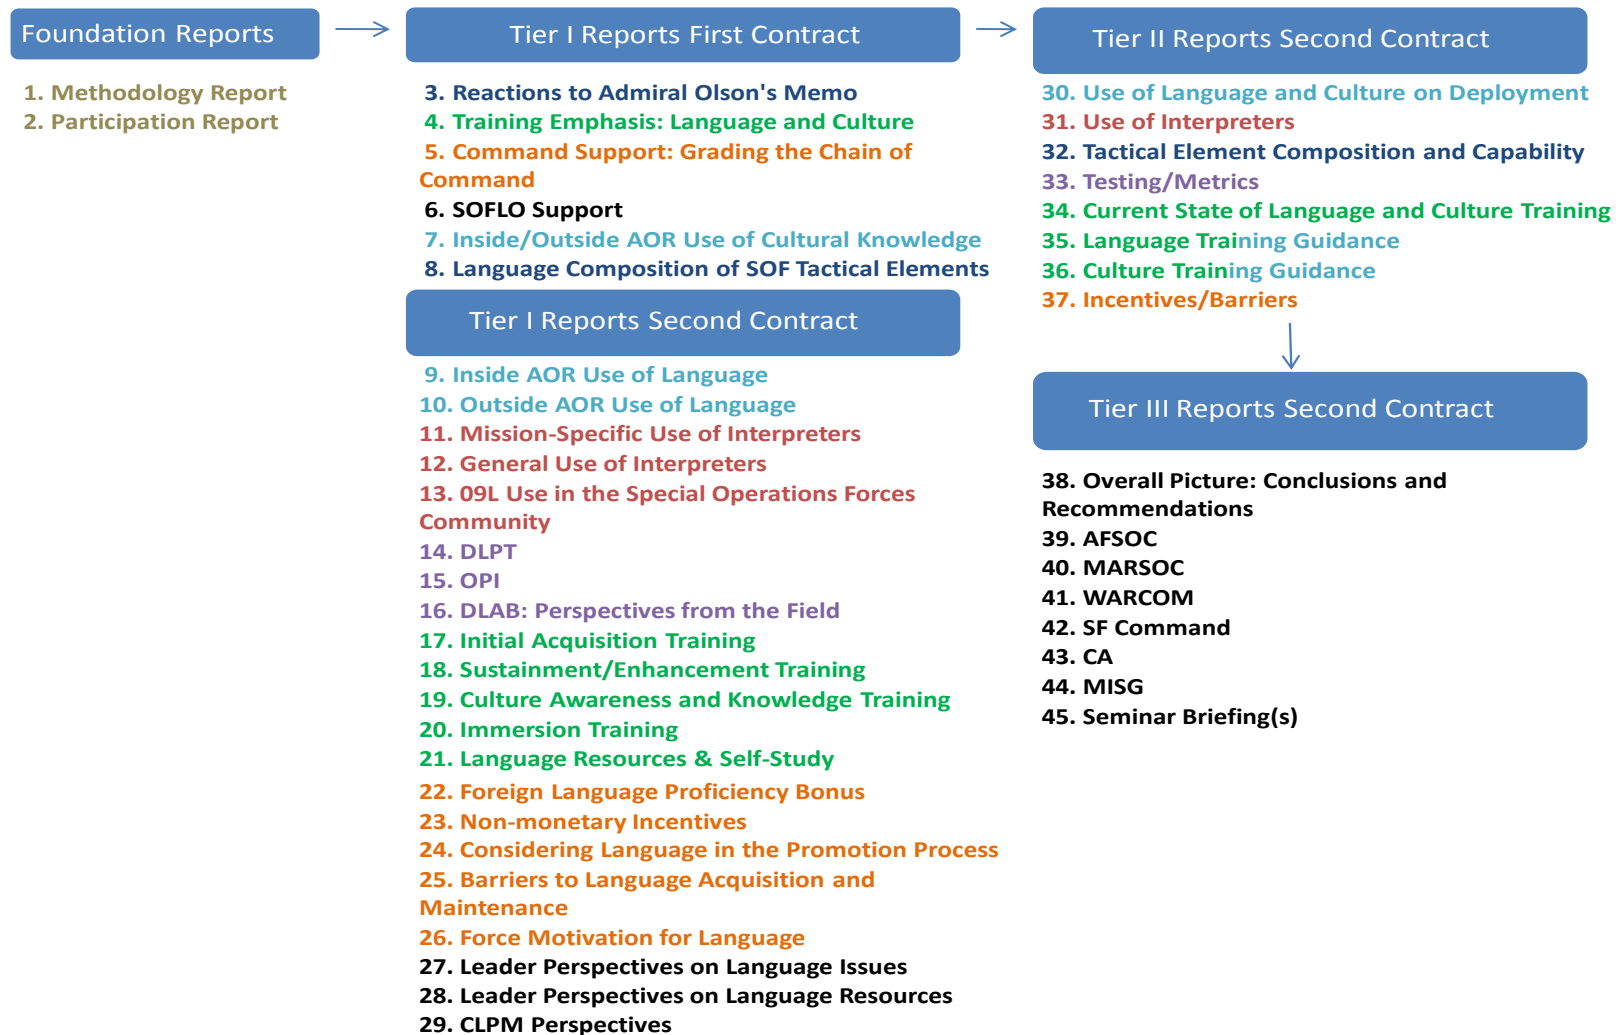 Foundation Reports
1. Methodology Report
2. Participation Report
Tier I Reports First Contract
3. Reactions to Admiral Olson's Memo
4. Training Emphasis: Language and Culture
5. Command Support: Grading the Chain of
Command
6. SOFLO Support
7. Inside/Outside AOR Use of Cultural Knowledge
8. Language Composition of SOF Tactical Elements
Tier I Reports Second Contract
9. Inside AOR Use of Language
10. Outside AOR Use of Language
11. Mission-Specific Use of Interpreters
12. General Use of Interpreters
13. 09L Use in the Special Operations Forces
Community
14. DLPT
15. OPI
16. DLAB: Perspectives from the Field
17. Initial Acquisition Training
18. Sustainment/Enhancement Training
19. Culture Awareness and Knowledge Training
20. Immersion Training
21. Language Resources & Self-Study
22. Foreign Language Proficiency Bonus
23. Non-monetary Incentives
24. Considering Language in the Promotion Process
25. Barriers to Language Acquisition and
Maintenance
26. Force Motivation for Language
27. Leader Perspectives on Language Issues
28. Leader Perspectives on Language Resources
29. CLPM Perspectives
Tier II Reports Second Contract
30. Use of Language and Culture on Deployment
31. Use of Interpreters
32. Tactical Element Composition and Capability
33. Testing/Metrics
34. Current State of Language and Culture Training
35. Language Training Guidance
36. Culture Training Guidance
37. Incentives/Barriers
Tier III Reports Second Contract
38. Overall Picture: Conclusions and
Recommendations
39. AFSOC
40. MARSOC
41. WARCOM
42. SF Command
43. CA
44. MISG
45. Seminar Briefing(s)